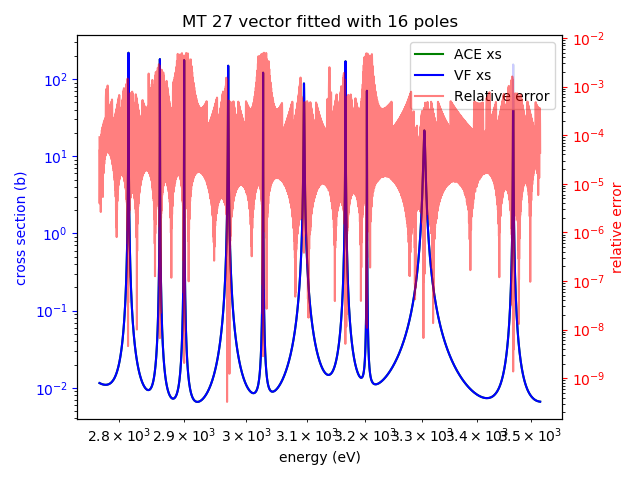 MT 27 vector fitted with 16 poles
ACE xs
VF xs
Relative error
cross section (b)
10²
10¹
10⁰
10⁻¹
10⁻²
10⁻²
10⁻³
10⁻⁴
10⁻⁵
10⁻⁶
10⁻⁷
10⁻⁸
10⁻⁹
relative error
2.8 × 10³ 2.9 × 10³ 3 × 10³ 3.1 × 10³ 3.2 × 10³ 3.3 × 10³ 3.4 × 10³ 3.5 × 10³
energy (eV)